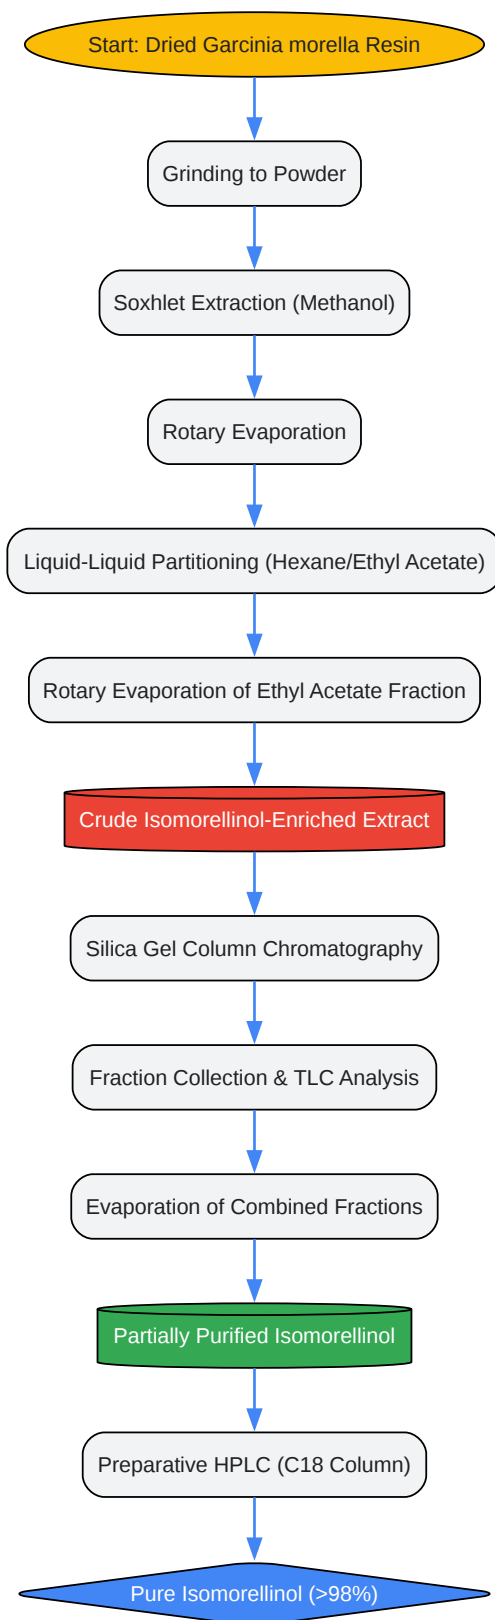 Start: Dried Garcinia morella Resin
Grinding to Powder
Soxhlet Extraction (Methanol)
Rotary Evaporation
Liquid-Liquid Partitioning (Hexane/Ethyl Acetate)
Rotary Evaporation of Ethyl Acetate Fraction
Crude Isomorellinol-Enriched Extract
Silica Gel Column Chromatography
Fraction Collection & TLC Analysis
Evaporation of Combined Fractions
Partially Purified Isomorellinol
Preparative HPLC (C18 Column)
Pure Isomorellinol (>98%)